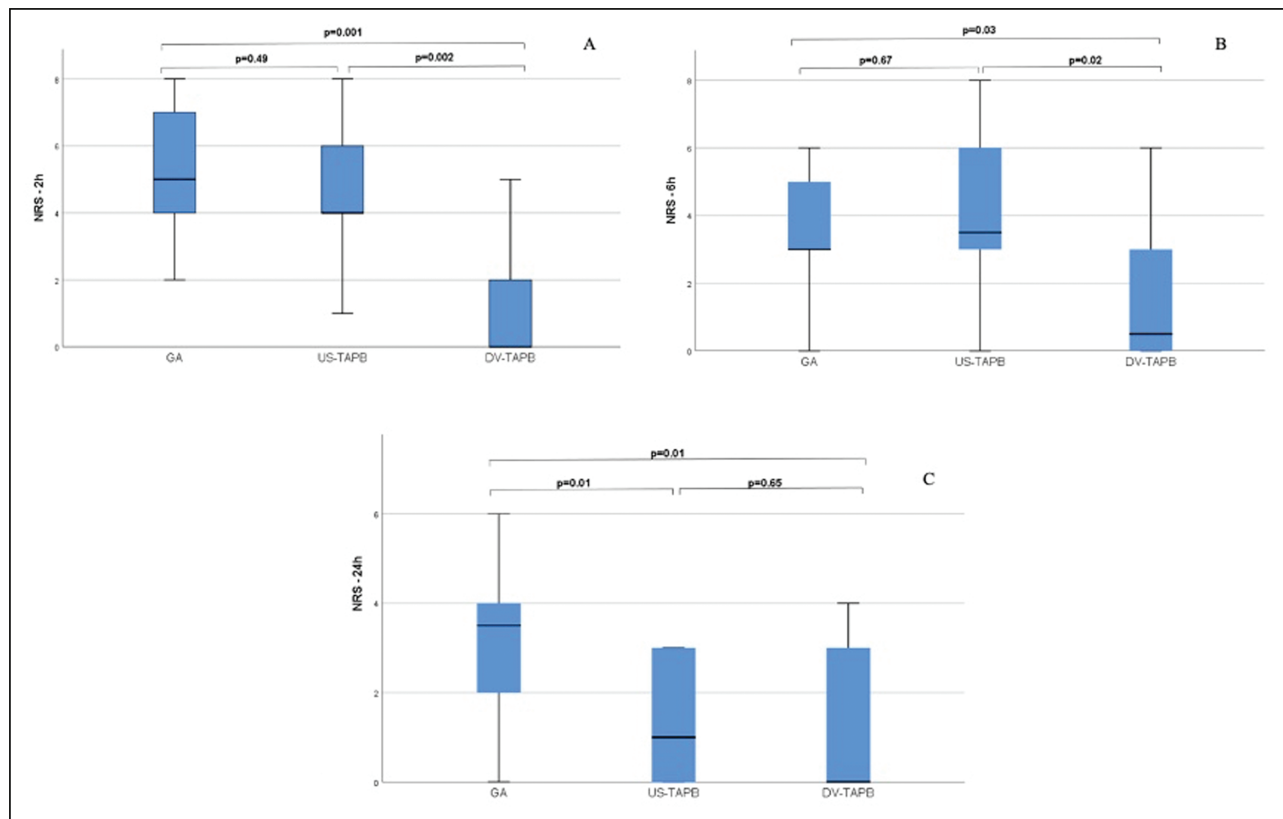 p=0.001
A
p=0.49
p=0.002
NRS - 2h
8
6
4
2
0
GA
US-TAPB
DV-TAPB
p=0.03
B
p=0.67
p=0.02
NRS - 6h
8
6
4
2
0
GA
US-TAPB
DV-TAPB
p=0.01
C
p=0.01
p=0.65
NRS - 24h
6
4
2
0
GA
US-TAPB
DV-TAPB